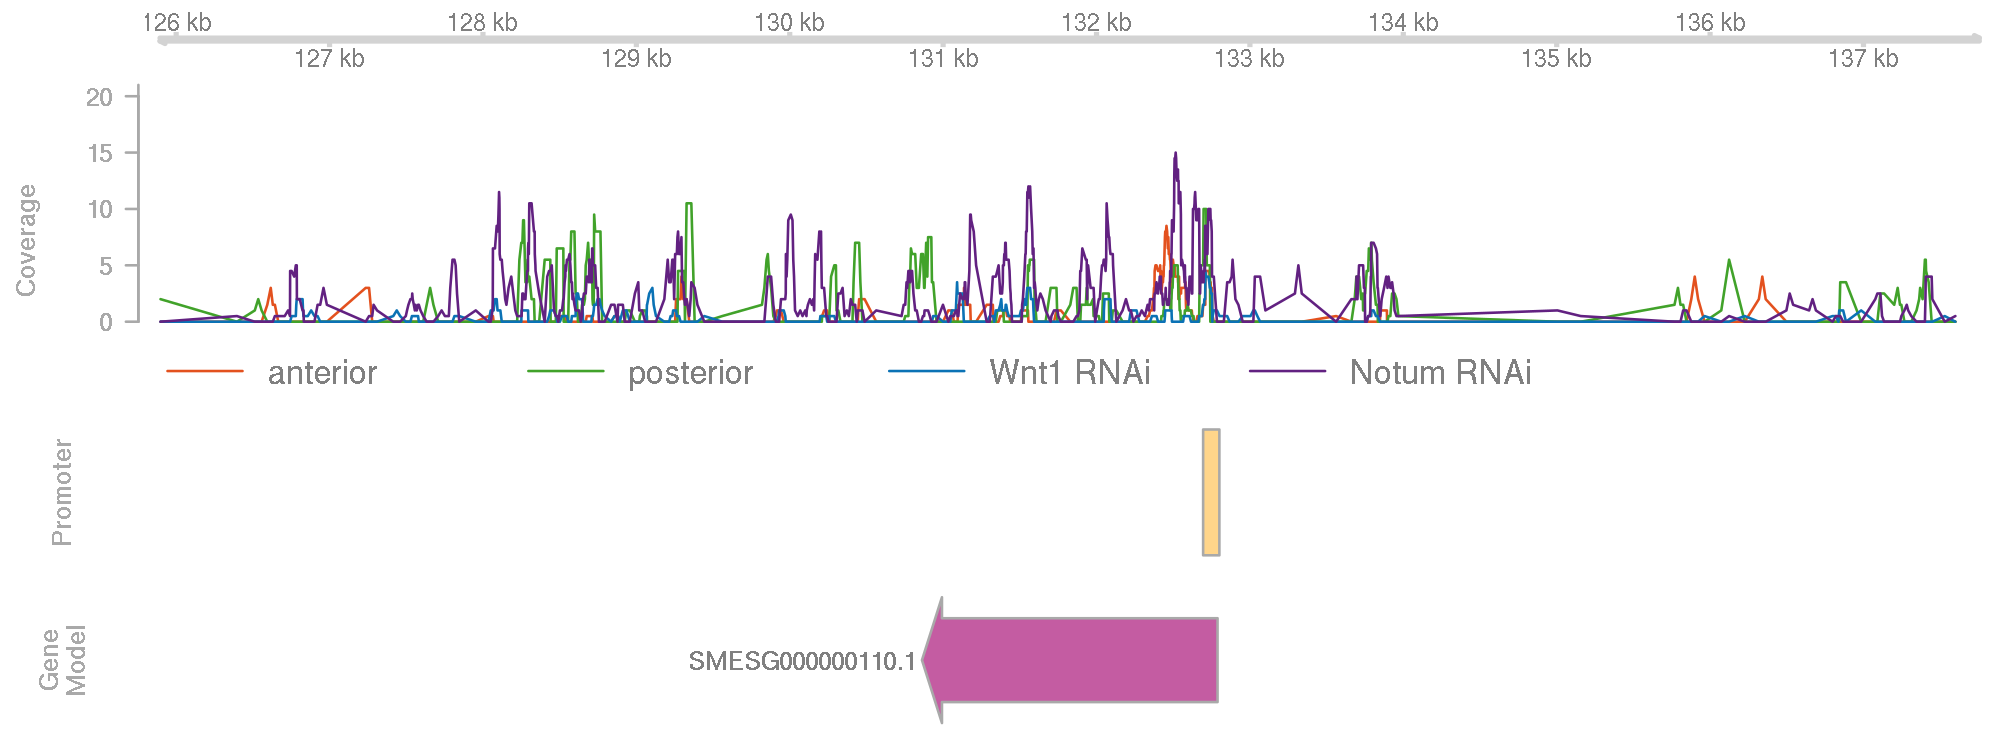 126 kb 128 kb 130 kb 132 kb 134 kb 136 kb
127 kb 129 kb 131 kb 133 kb 135 kb 137 kb
20
15
10
5
0
Coverage
anterior posterior Wnt1 RNAi Notum RNAi
Promoter
Gene
Model
SMESG000000110.1